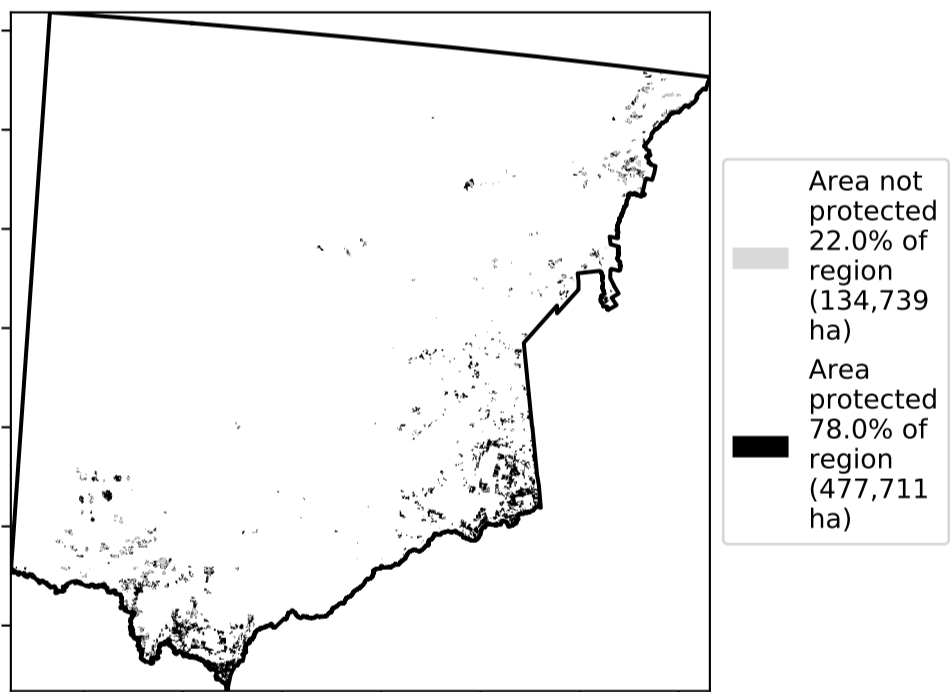 Area not
protected
22.0% of
region
(134,739
ha)
Area
protected
78.0% of
region
(477,711
ha)